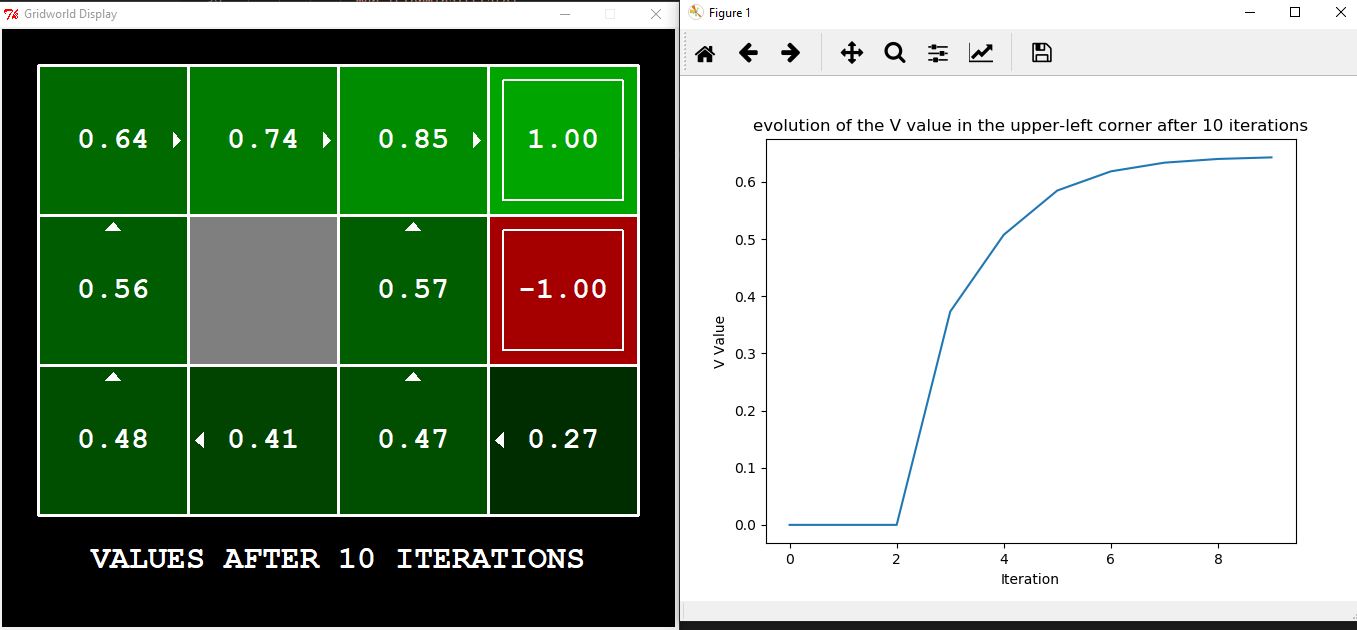 Gridworld Display
0.64 0.74 0.85 1.00
0.56 0.57 -1.00
0.48 0.41 0.47 0.27
VALUES AFTER 10 ITERATIONS
Figure 1
evolution of the V value in the upper-left corner after 10 iterations
V Value
0.6
0.5
0.4
0.3
0.2
0.1
0.0
0 2 4 6 8
Iteration